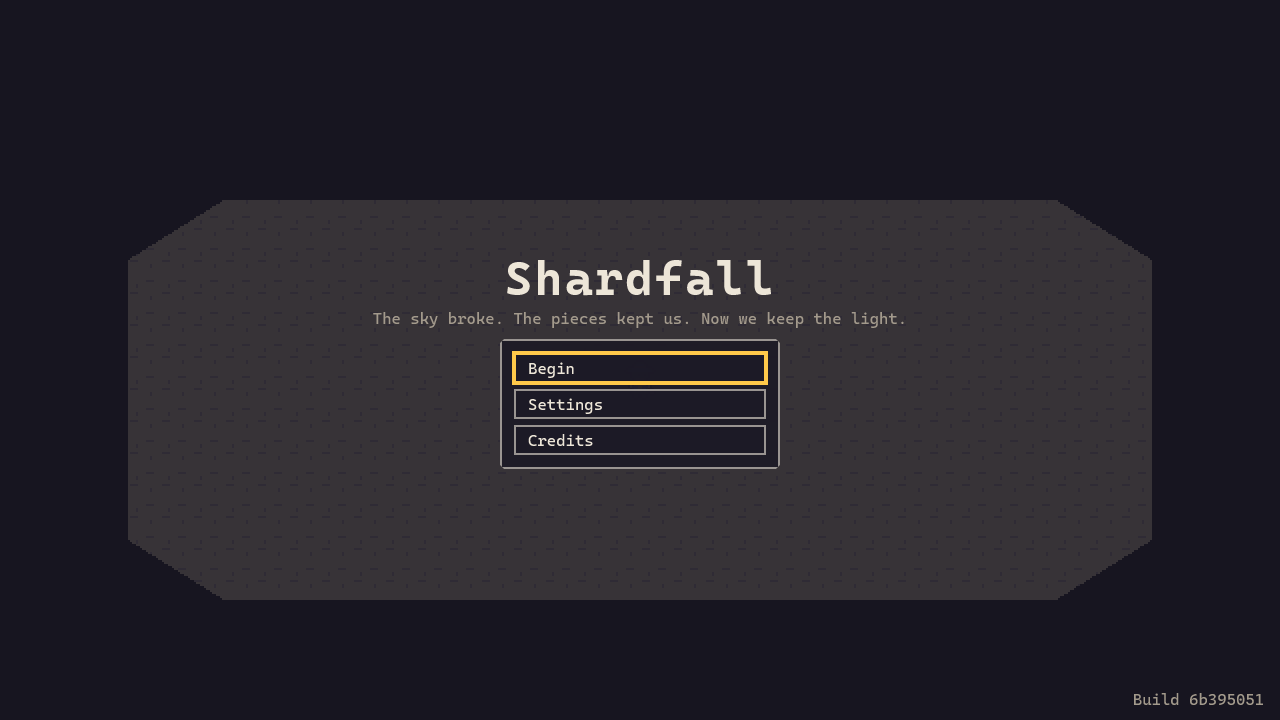 Shardfall
The sky broke. The pieces kept us. Now we keep the light.
Begin
Settings
Credits
Build 6b395051